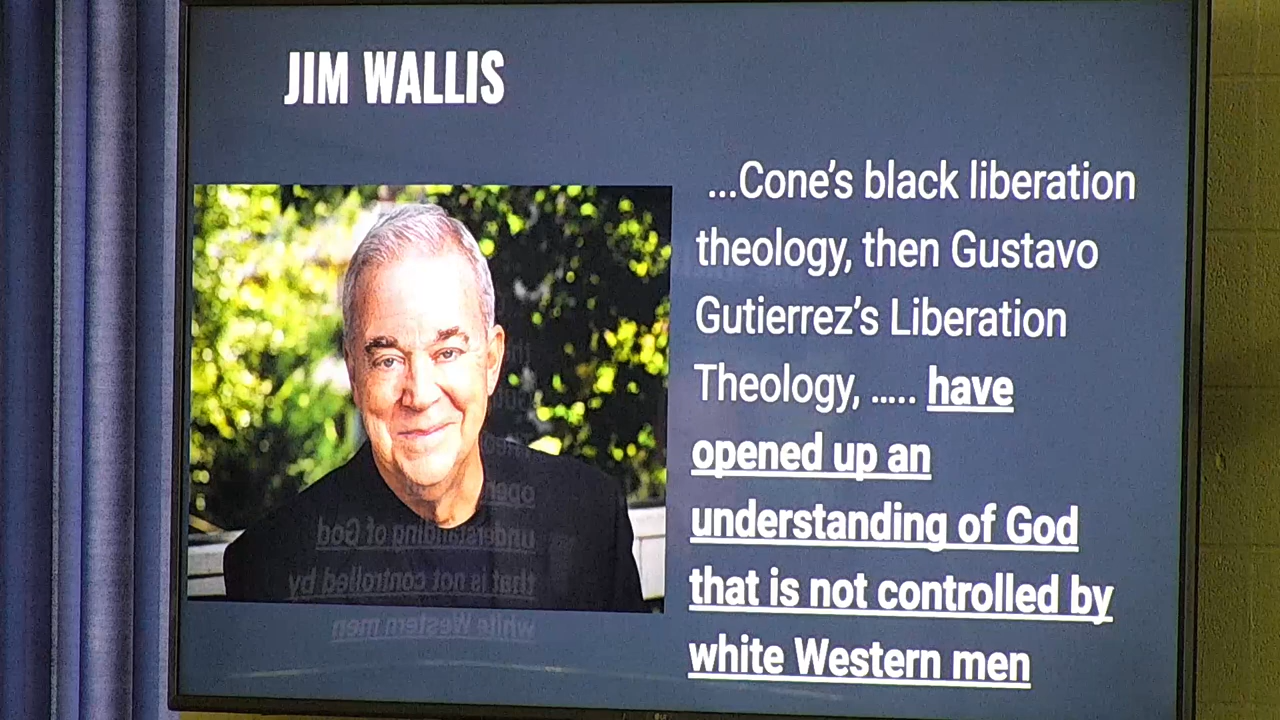 JIM WALLIS
...Cone's black liberation
theology, then Gustavo
Gutierrez's Liberation
Theology, ..... have
opened up an
understanding of God
that is not controlled by
white Western men